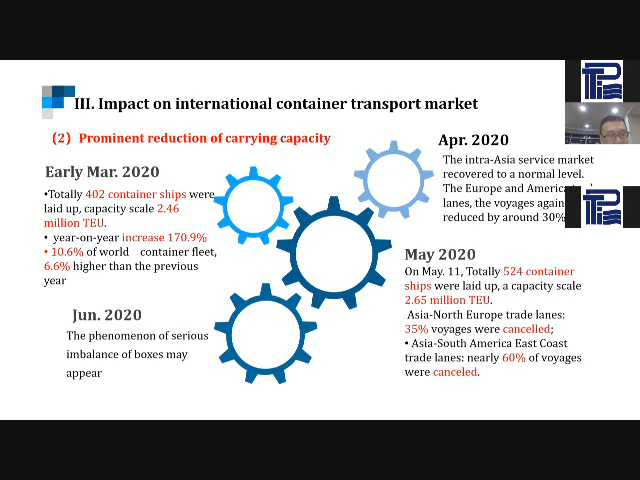 III. Impact on international container transport market
(2) Prominent reduction of carrying capacity
Early Mar. 2020
•Totally 402 container ships were
laid up, capacity scale 2.46
million TEU.
• year-on-year increase 170.9%
• 10.6% of world container fleet,
6.6% higher than the previous
year
Jun. 2020
The phenomenon of serious
imbalance of boxes may
appear
Apr. 2020
The intra-Asia service market
recovered to a normal level.
The Europe and America
lanes, the voyages again
reduced by around 30%
May 2020
On May. 11, Totally 524 container
ships were laid up, a capacity scale
2.65 million TEU.
Asia-North Europe trade lanes:
35% voyages were cancelled;
• Asia-South America East Coast
trade lanes: nearly 60% of voyages
were canceled.